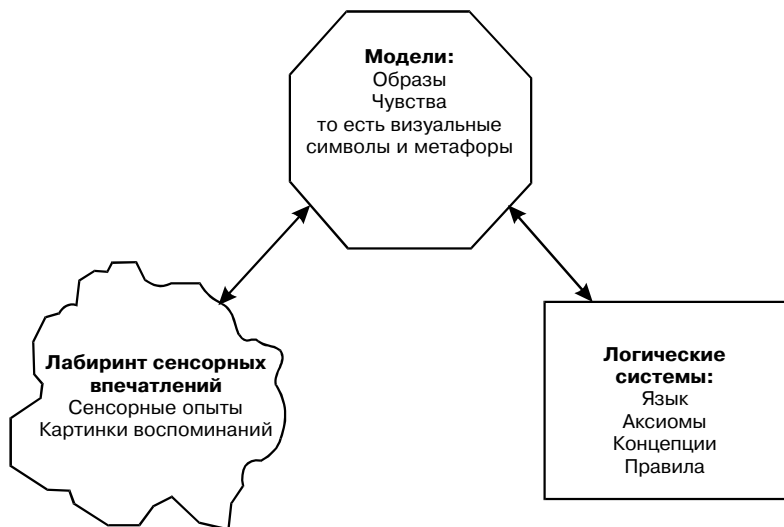 Модели:
Образы
Чувства
то есть визуальные
символы и метафоры
Лабиринт сенсорных
впечатлений
Сенсорные опыты
Картинки воспоминаний
Логические
системы:
Язык
Аксиомы
Концепции
Правила